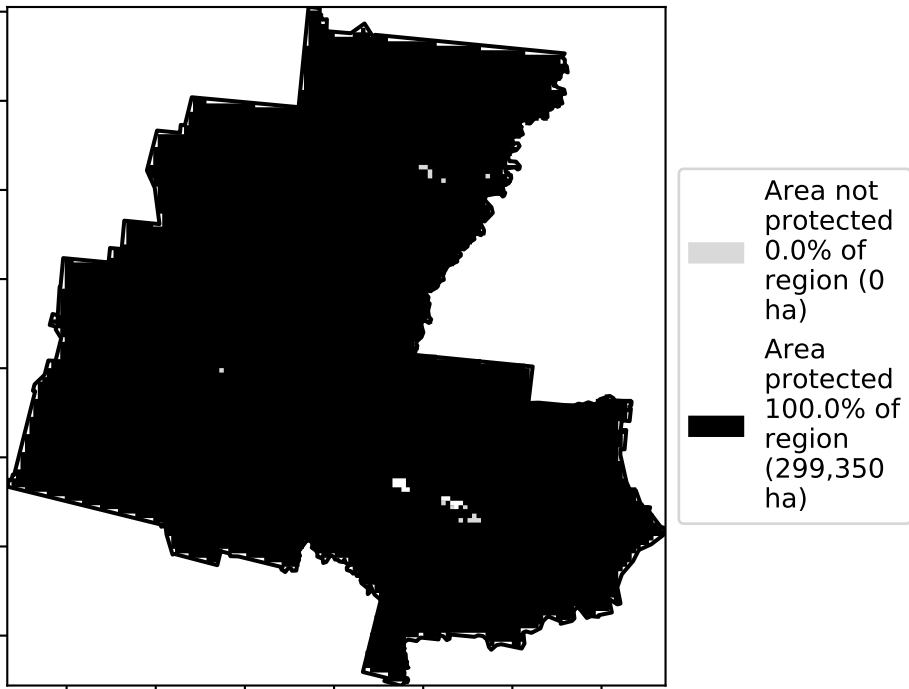 Area not
protected
0.0% of
region (0
ha)
Area
protected
100.0% of
region
(299,350
ha)